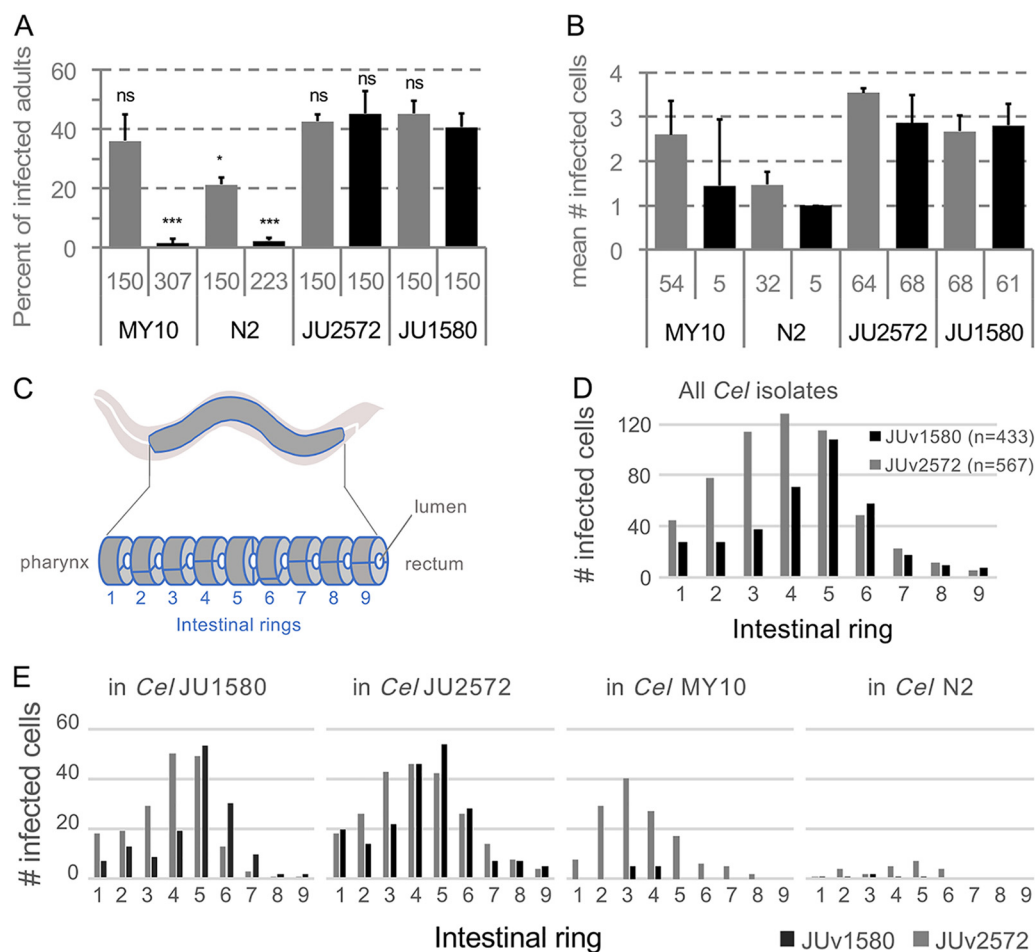 A
Percent of infected adults
60
40
20
0
ns
***
*
***
ns
ns
ns
150 307 150 223 150 150 150 150
MY10 N2 JU2572 JU1580
B
mean # infected cells
4
3
2
1
0
54 5 32 5 64 68 68 61
MY10 N2 JU2572 JU1580
C
lumen
pharynx
rectum
1 2 3 4 5 6 7 8 9
Intestinal rings
D
All Cel isolates
# infected cells
120
80
40
0
JUv1580 (n=433)
JUv2572 (n=567)
1 2 3 4 5 6 7 8 9
Intestinal ring
E
in Cel JU1580
in Cel JU2572
in Cel MY10
in Cel N2
# infected cells
60
40
20
0
1 2 3 4 5 6 7 8 9
1 2 3 4 5 6 7 8 9
1 2 3 4 5 6 7 8 9
1 2 3 4 5 6 7 8 9
Intestinal ring
JUv1580 JUv2572